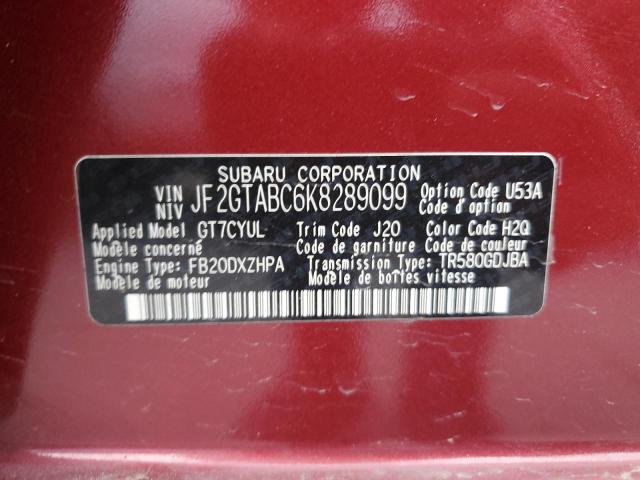 SUBARU CORPORATION
VIN NIV JF2GTABC6K8289099 Option Code U53A
Code d'option
Applied Model GT7CYUL Trim Code J20 Color Code H2Q
Modèle concerné Code de garniture Code de couleur
Engine Type: FB20DXZHPA Transmission Type: TR580GDJBA
Modèle de moteur Modèle de boîtes vitesse